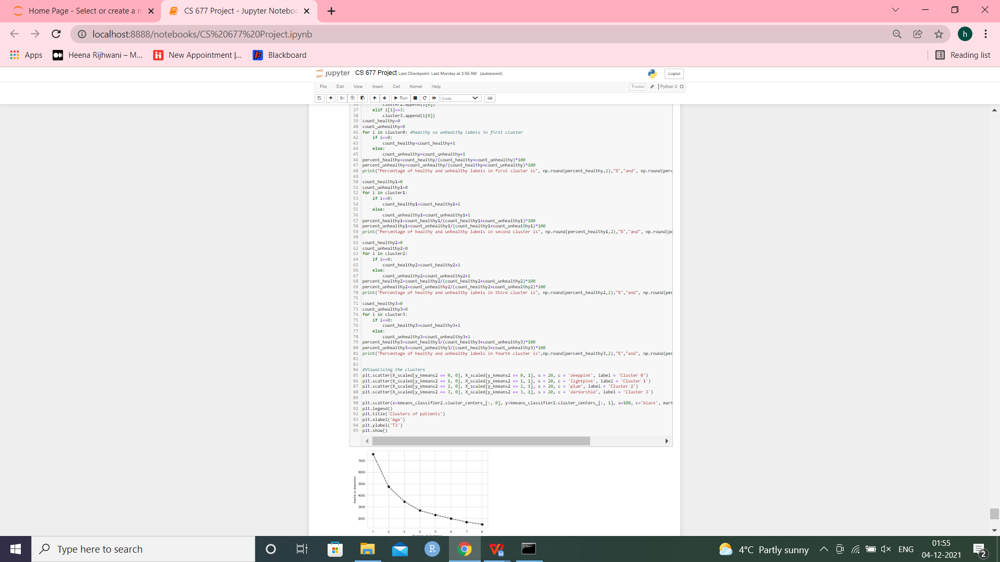 Home Page - Select or create a n
CS 677 Project - Jupyter Noteboo
localhost:8888/notebooks/CS%20677%20Project.ipynb
h
Apps
Heena Rijhwani – M...
New Appointment |...
Blackboard
Reading list
jupyter CS 677 Project Last Checkpoint: Last Monday at 3:55 AM (autosaved)
Logout
File Edit View Insert Cell Kernel Help
Trusted
Python 3
Run
Code
36 cluster2.append(i[0])
37 elif i[1]==3:
38 cluster3.append(i[0])
39 count_healthy=0
40 count_unhealthy=0
41 for i in cluster0: #healthy vs unhealthy labels in first cluster
42 if i==0:
43 count_healthy=count_healthy+1
44 else:
45 count_unhealthy=count_unhealthy+1
46 percent_healthy=count_healthy/(count_healthy+count_unhealthy)*100
47 percent_unhealthy=count_unhealthy/(count_healthy+count_unhealthy)*100
48 print("Percentage of healthy and unhealthy labels in first cluster is", np.round(percent_healthy,2),"%","and", np.round(perc
49
50 count_healthy1=0
51 count_unhealthy1=0
52 for i in cluster1:
53 if i==0:
54 count_healthy1=count_healthy1+1
55 else:
56 count_unhealthy1=count_unhealthy1+1
57 percent_healthy1=count_healthy1/(count_healthy1+count_unhealthy1)*100
58 percent_unhealthy1=count_unhealthy1/(count_healthy1+count_unhealthy1)*100
59 print("Percentage of healthy and unhealthy labels in second cluster is", np.round(percent_healthy1,2),"%","and", np.round(pe
60
61 count_healthy2=0
62 count_unhealthy2=0
63 for i in cluster2:
64 if i==0:
65 count_healthy2=count_healthy2+1
66 else:
67 count_unhealthy2=count_unhealthy2+1
68 percent_healthy2=count_healthy2/(count_healthy2+count_unhealthy2)*100
69 percent_unhealthy2=count_unhealthy2/(count_healthy2+count_unhealthy2)*100
70 print("Percentage of healthy and unhealthy labels in third cluster is", np.round(percent_healthy2,2),"%","and", np.round(per
71
72 count_healthy3=0
73 count_unhealthy3=0
74 for i in cluster3:
75 if i==0:
76 count_healthy3=count_healthy3+1
77 else:
78 count_unhealthy3=count_unhealthy3+1
79 percent_healthy3=count_healthy3/(count_healthy3+count_unhealthy3)*100
80 percent_unhealthy3=count_unhealthy3/(count_healthy3+count_unhealthy3)*100
81 print("Percentage of healthy and unhealthy labels in fourth cluster is",np.round(percent_healthy3,2),"%","and", np.round(per
82
83
84 #Visualising the clusters
85 plt.scatter(X_scaled[y_kmeans2 == 0, 0], X_scaled[y_kmeans2 == 0, 1], s = 20, c = 'deeppink', label = 'Cluster 0')
86 plt.scatter(X_scaled[y_kmeans2 == 1, 0], X_scaled[y_kmeans2 == 1, 1], s = 20, c = 'lightpink', label = 'Cluster 1')
87 plt.scatter(X_scaled[y_kmeans2 == 2, 0], X_scaled[y_kmeans2 == 2, 1], s = 20, c = 'plum', label = 'Cluster 2')
88 plt.scatter(X_scaled[y_kmeans2 == 3, 0], X_scaled[y_kmeans2 == 3, 1], s = 20, c = 'darkorchid', label = 'Cluster 3')
89
90 plt.scatter(x=kmeans_classifier2.cluster_centers_[:, 0], y=kmeans_classifier2.cluster_centers_[:, 1], s=100, c='black', mark
91 plt.legend()
92 plt.title('Clusters of patients')
93 plt.xlabel('Age')
94 plt.ylabel('T3')
95 plt.show()
7000
6000
5000
4000
3000
2000
Inertia or distortion
1 2 3 4 5 6 7 8
Number of clusters k
Type here to search
R
4°C Partly sunny
ENG
01:55
04-12-2021
2